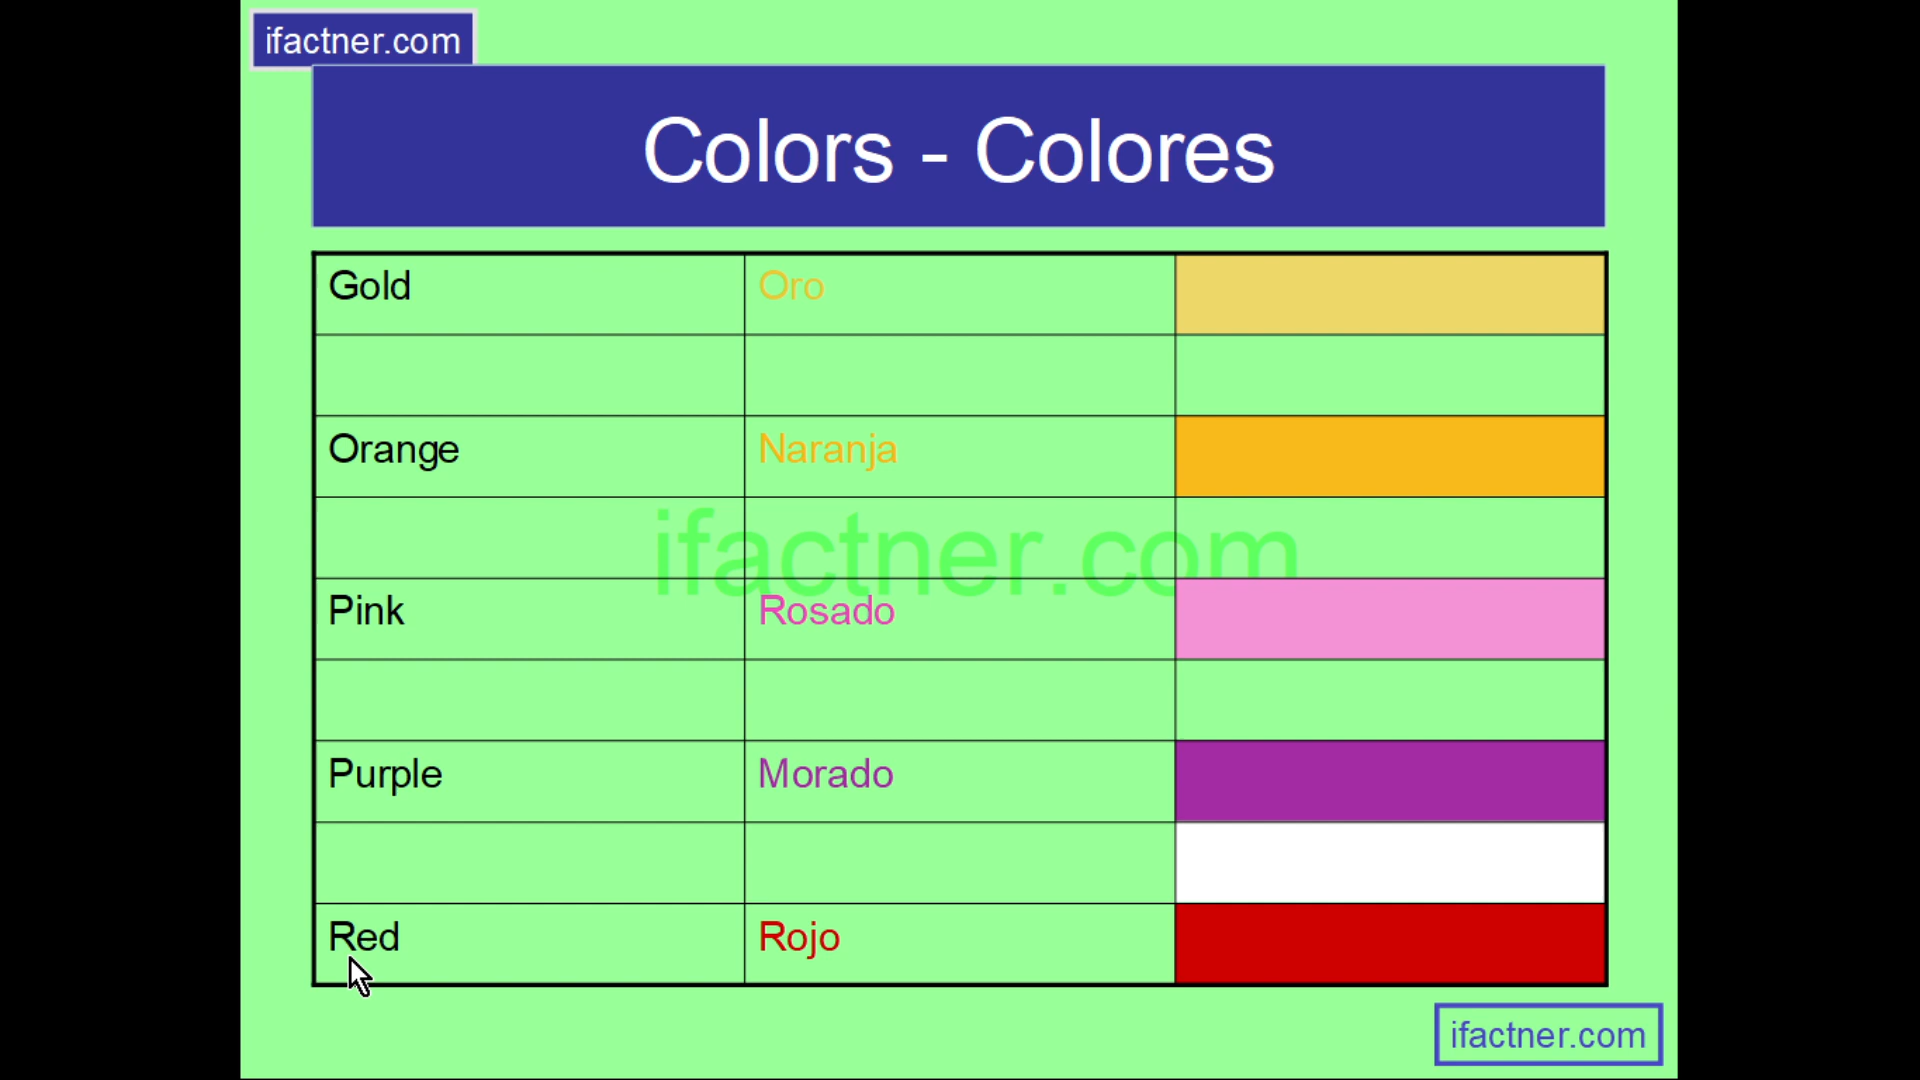 ifactner.com
Colors - Colores
Gold Oro
Orange Naranja
ifactner.com
Pink Rosado
Purple Morado
Red Rojo
ifactner.com